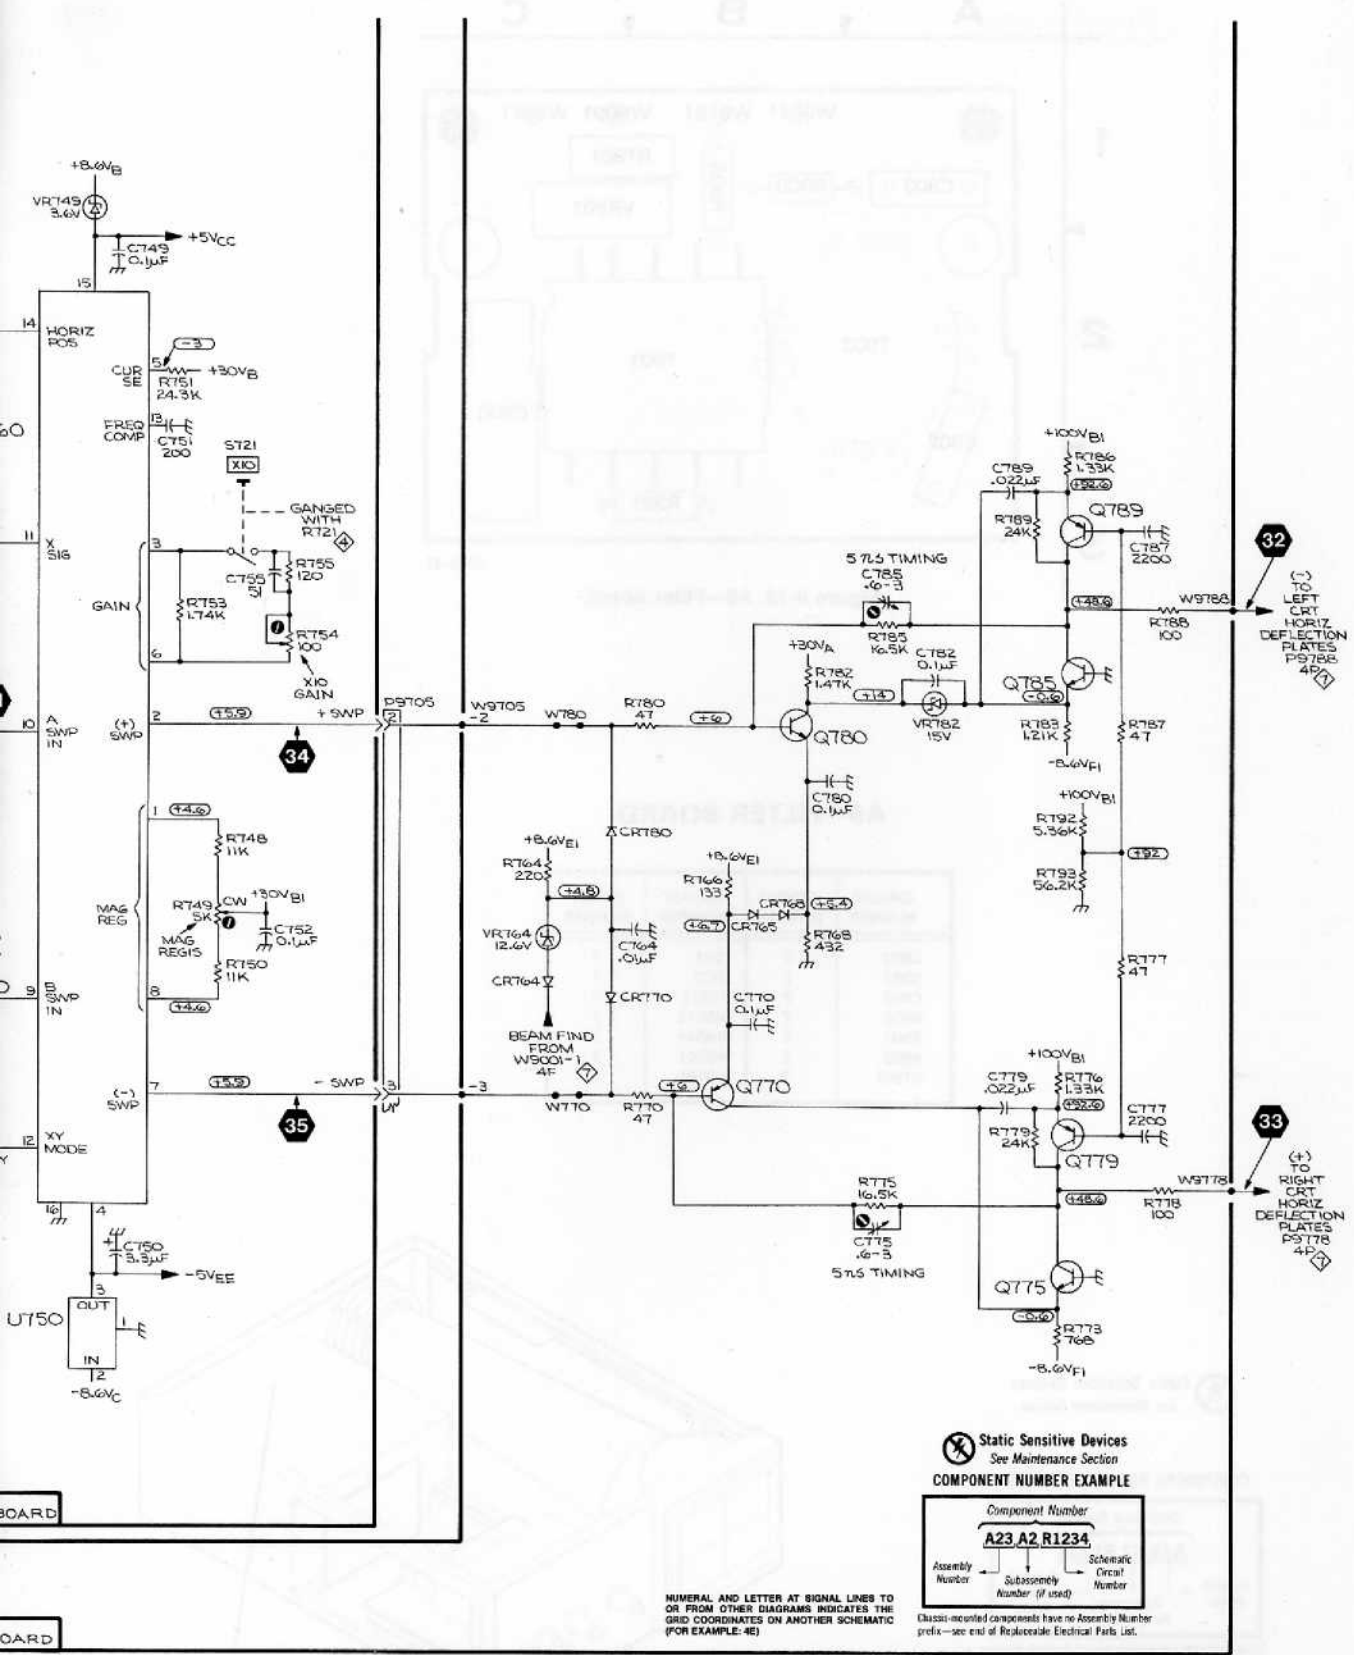 +8.6VB
VR749
3.6V
+5VCC
C749
0.1µF
15
14
HORIZ
POS
-3
5
CUR
SE
+30VB
R751
24.3K
13
FREQ
COMP
C751
200
S721
X10
GANGED
WITH
R721
4
11
X
SIG
3
C755
51
R755
120
GAIN
R753
1.74K
R754
100
6
X10
GAIN
10
A
SWP
IN
(+)
SWP
2
+5.9
+ SWP
34
P9705
2
W9705
-2
W780
R780
47
+6
1
+4.6
R748
11K
MAG
REG
R749
5K
CW
+30VB1
MAG
REGIS
C752
0.1µF
R750
11K
9
B
SWP
IN
8
+4.6
7
(-)
SWP
+5.9
- SWP
35
3
-3
W770
R770
47
+6
12
XY
MODE
16
4
C750
3.3µF
-5VEE
3
OUT
U750
1
IN
2
-8.6VC
BOARD
OARD
+8.6VE1
R764
220
+4.8
VR764
12.6V
CR764
BEAM FIND
FROM
W9001-1
4F
7
CR780
C764
.01µF
CR770
+8.6VE1
R766
133
+6.7
CR765
CR768
+5.4
R768
432
C770
0.1µF
Q770
5 ns TIMING
C785
.6-3
R785
16.5K
+30VA
R782
1.47K
C782
0.1µF
+14
VR782
15V
Q780
C780
0.1µF
+100VB1
R786
1.33K
C789
.022µF
+92.6
R789
24K
Q789
C787
2200
+48.6
R788
100
W9788
32
(-)
TO
LEFT
CRT
HORIZ
DEFLECTION
PLATES
P9788
4P
7
Q785
-0.6
R783
1.21K
-8.6VF1
R787
47
+100VB1
R792
5.36K
+92
R793
56.2K
R777
47
+100VB1
C779
.022µF
R776
1.33K
+92.6
R779
24K
Q779
C777
2200
R775
16.5K
C775
.6-3
5 ns TIMING
+48.6
R778
100
W9778
33
(+)
TO
RIGHT
CRT
HORIZ
DEFLECTION
PLATES
P9778
4P
7
Q775
-0.6
R773
768
-8.6VF1
Static Sensitive Devices
See Maintenance Section
COMPONENT NUMBER EXAMPLE
Component Number
A23 A2 R1234
Assembly
Number
Subassembly
Number (if used)
Schematic
Circuit
Number
Chassis-mounted components have no Assembly Number
prefix—see end of Replaceable Electrical Parts List.
NUMERAL AND LETTER AT SIGNAL LINES TO
OR FROM OTHER DIAGRAMS INDICATES THE
GRID COORDINATES ON ANOTHER SCHEMATIC
(FOR EXAMPLE: 4E)